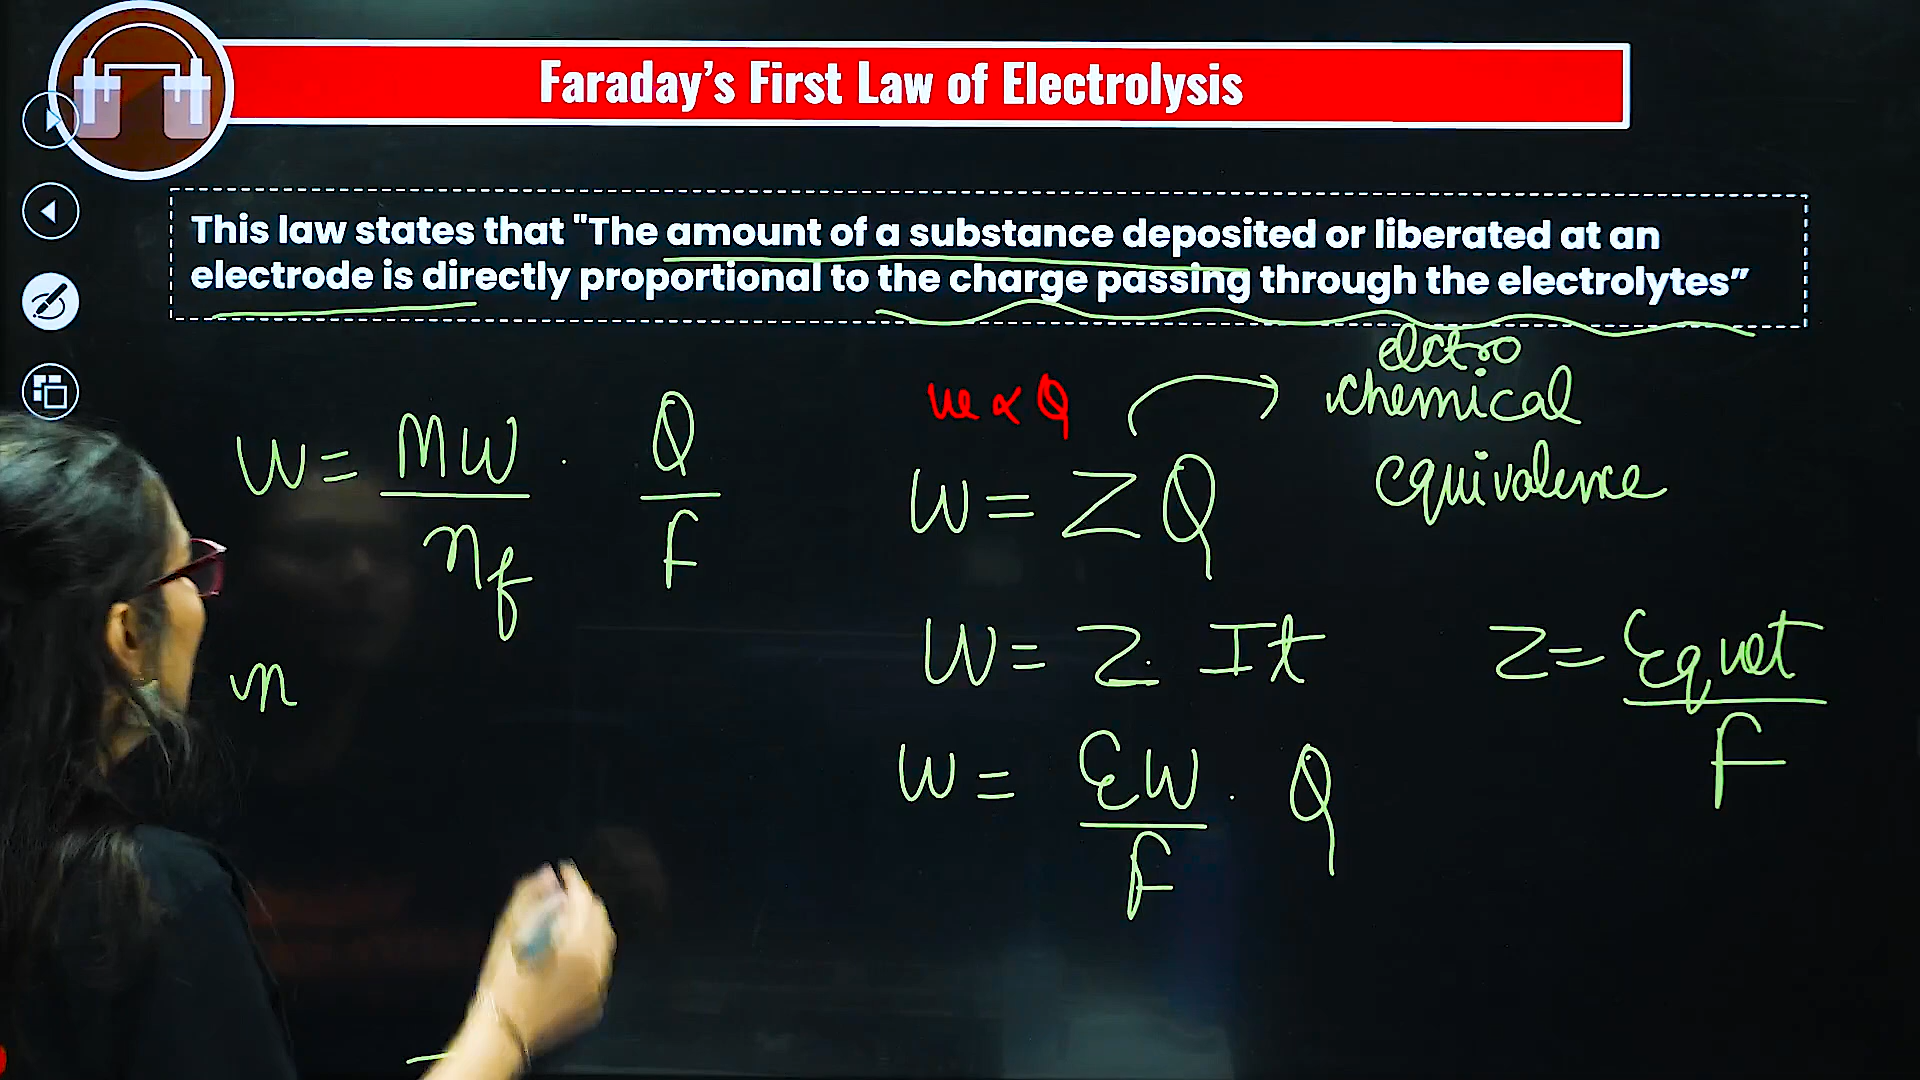 Faraday’s First Law of Electrolysis
This law states that "The amount of a substance deposited or liberated at an
electrode is directly proportional to the charge passing through the electrolytes”
W = MW/nf · Q/F
n
w ∝ Q
electro
chemical
equivalence
W = ZQ
W = Z It
Z = Eq wt/F
W = EW/F · Q